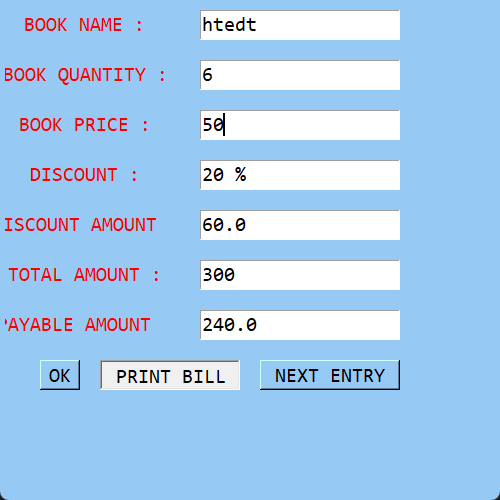 BOOK NAME : htedt
BOOK QUANTITY : 6
BOOK PRICE : 50
DISCOUNT : 20 %
ISCOUNT AMOUNT 60.0
TOTAL AMOUNT : 300
PAYABLE AMOUNT 240.0
OK PRINT BILL NEXT ENTRY